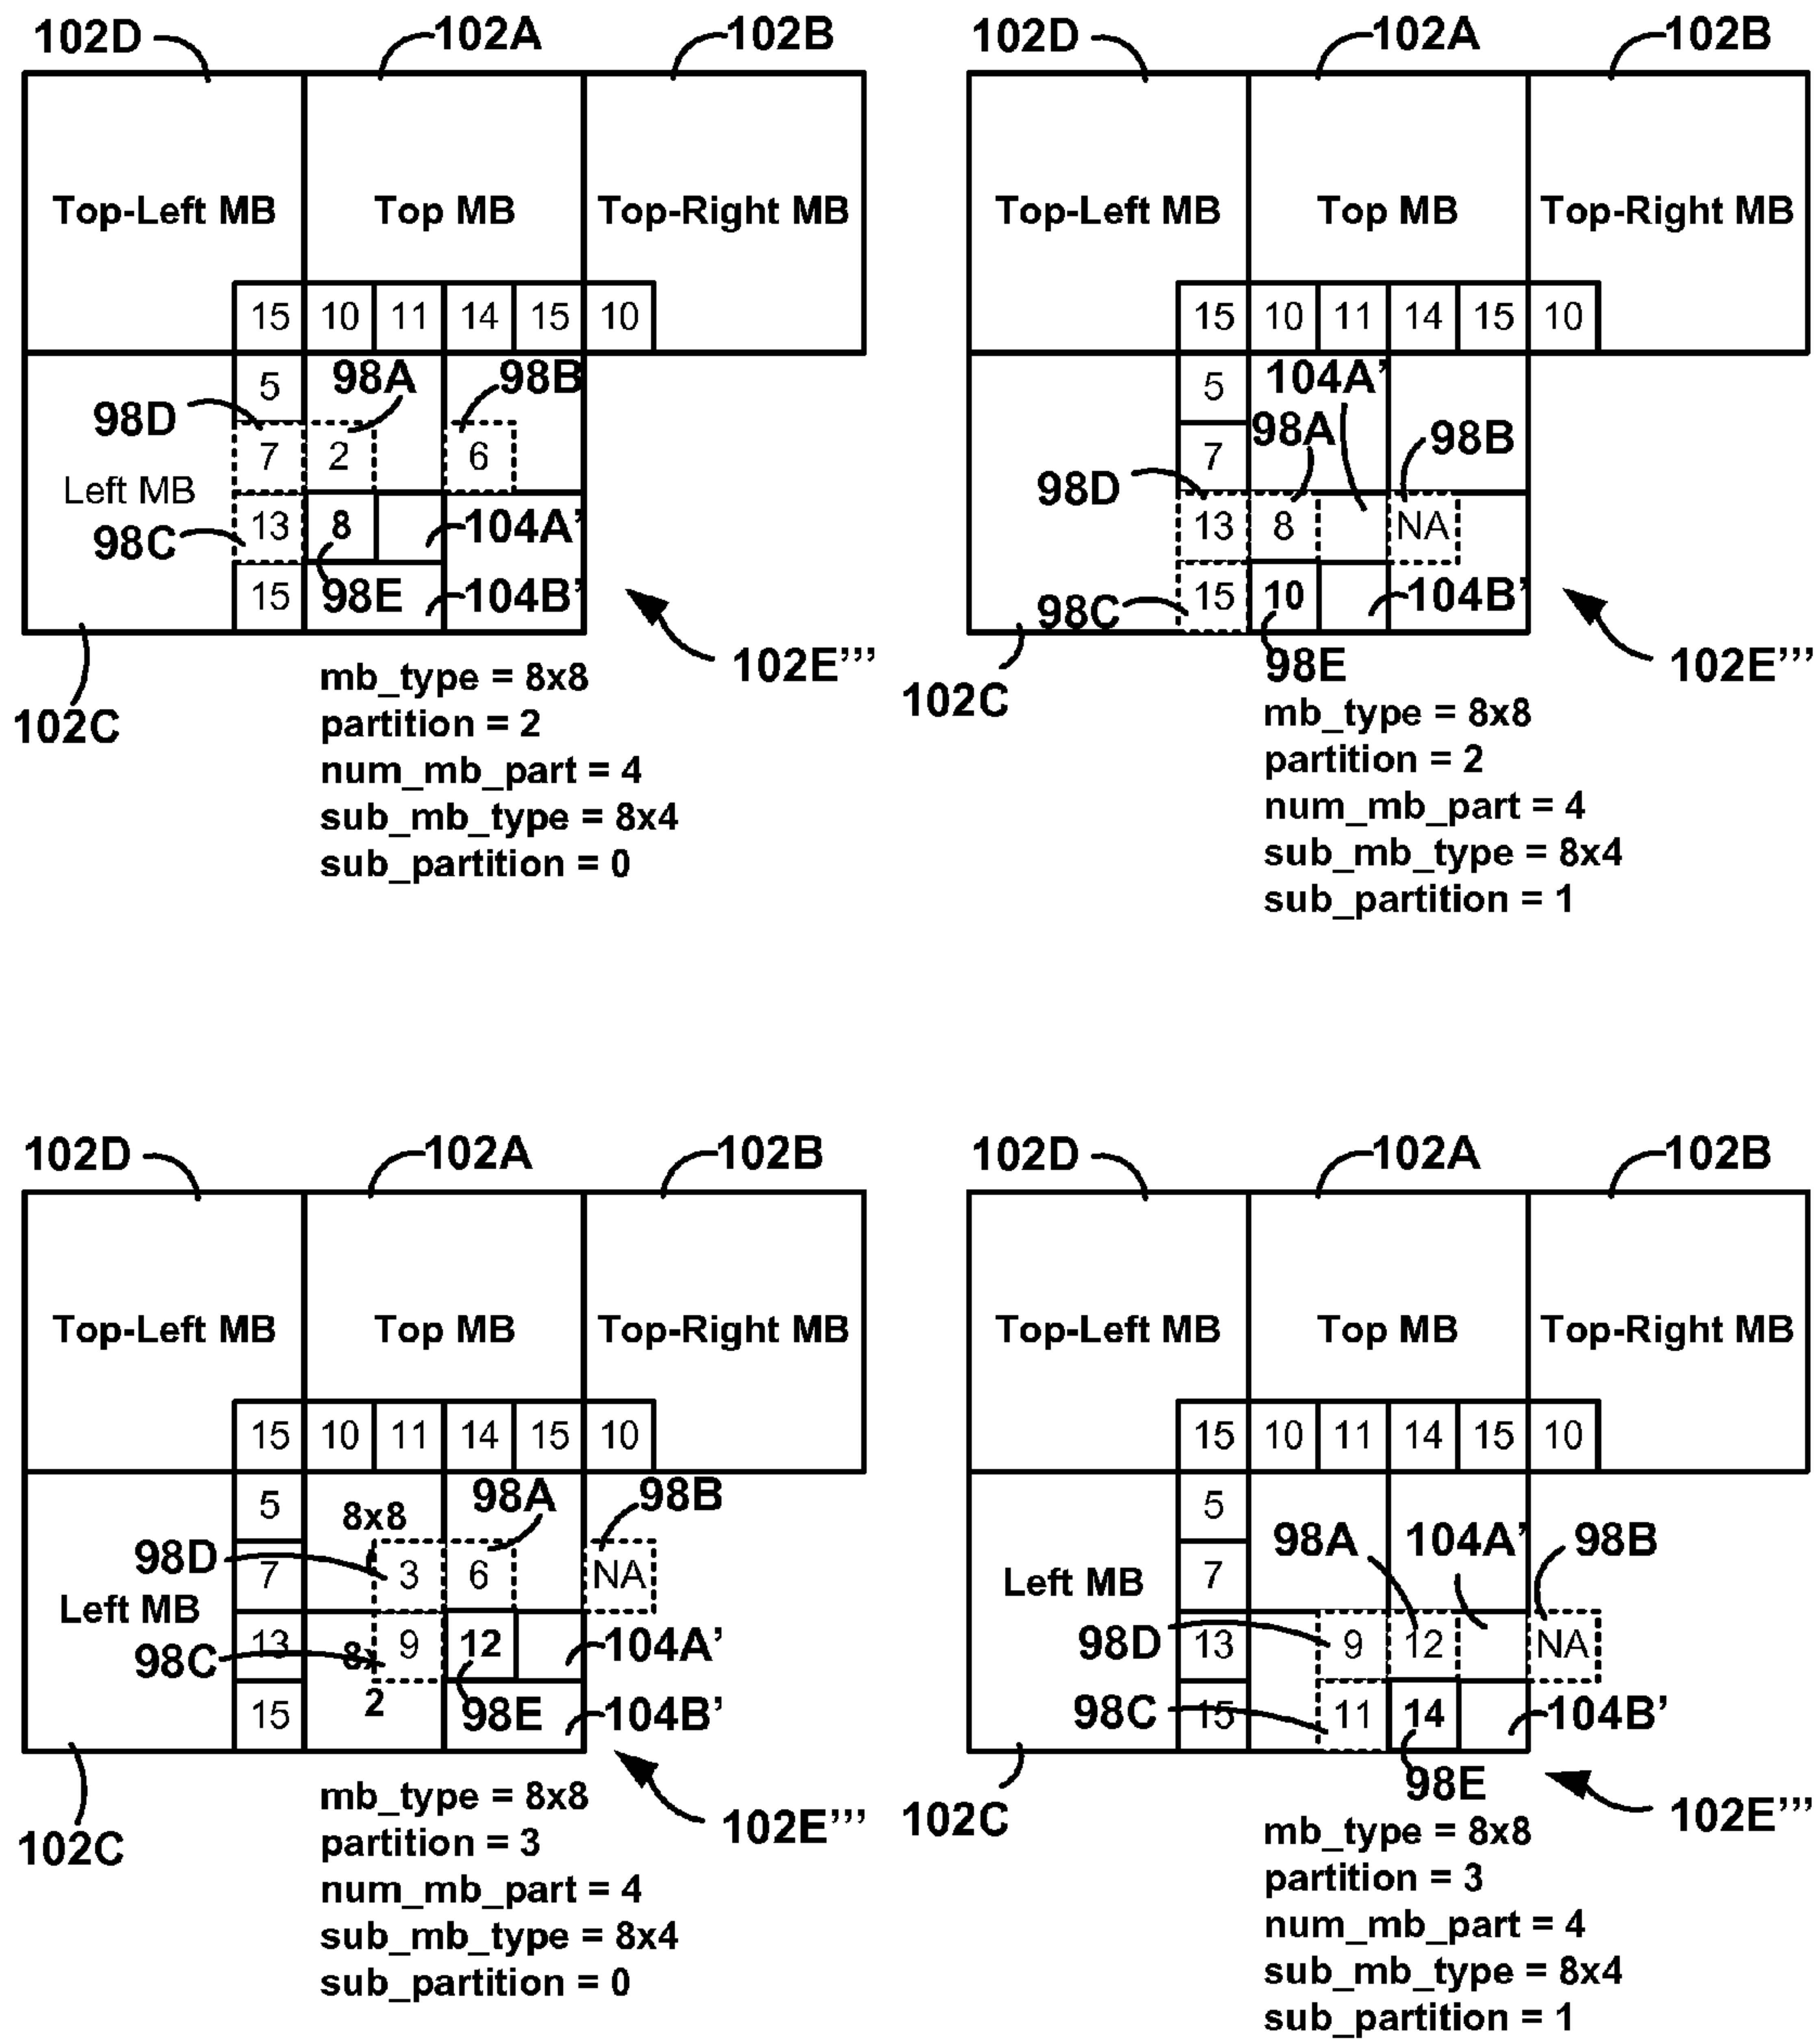 102D 102A 102B
Top-Left MB Top MB Top-Right MB
15 10 11 14 15 10
5 98A 98B
98D 7 2 6
Left MB
98C 13 8 104A’
15 98E 104B’
102E’’’
102C
mb_type = 8x8
partition = 2
num_mb_part = 4
sub_mb_type = 8x4
sub_partition = 0
102D 102A 102B
Top-Left MB Top MB Top-Right MB
15 10 11 14 15 10
5 104A’
7 98A 98B
98D 13 8 NA
98C 15 10 104B’
98E 102E’’’
102C
mb_type = 8x8
partition = 2
num_mb_part = 4
sub_mb_type = 8x4
sub_partition = 1
102D 102A 102B
Top-Left MB Top MB Top-Right MB
15 10 11 14 15 10
5 8x8 98A 98B
98D 7 3 6 NA
Left MB
98C 13 8x 9 12 104A’
15 2 98E 104B’
102E’’’
102C
mb_type = 8x8
partition = 3
num_mb_part = 4
sub_mb_type = 8x4
sub_partition = 0
102D 102A 102B
Top-Left MB Top MB Top-Right MB
15 10 11 14 15 10
5 98A 104A’ 98B
Left MB 7
98D 13 9 12 NA
98C 15 11 14 104B’
98E 102E’’’
102C
mb_type = 8x8
partition = 3
num_mb_part = 4
sub_mb_type = 8x4
sub_partition = 1